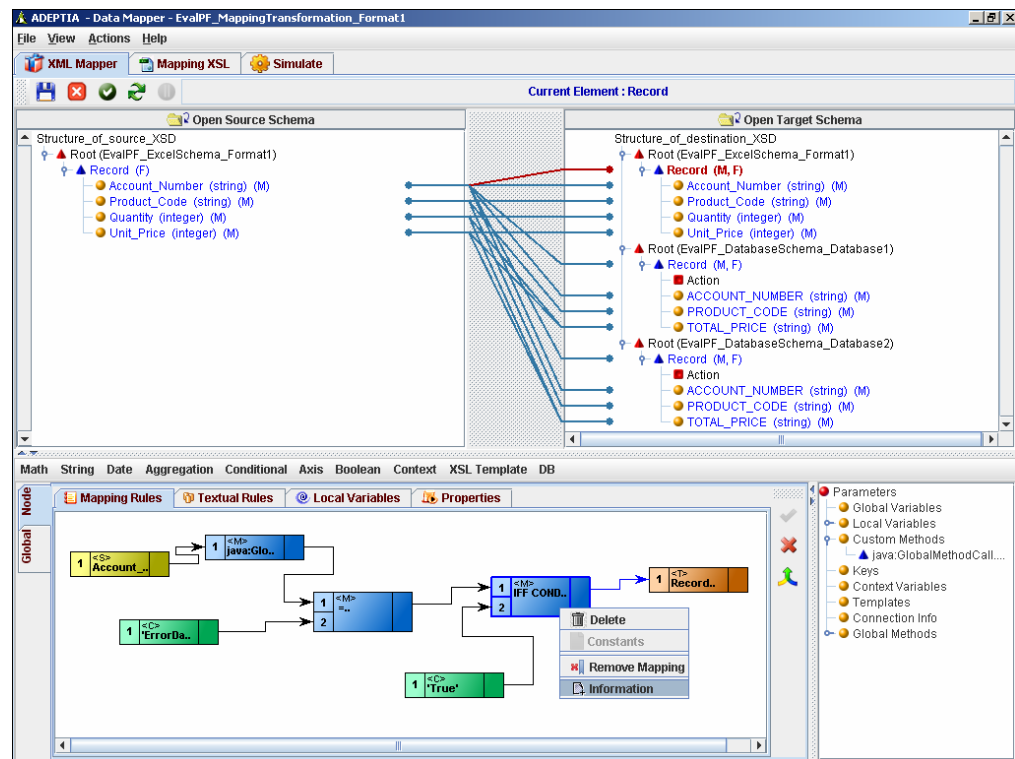 ADEPTIA - Data Mapper - EvalPF_MappingTransformation_Format1
File View Actions Help
XML Mapper Mapping XSL Simulate
Current Element : Record
Open Source Schema
Structure_of_source_XSD
Root (EvalPF_ExcelSchema_Format1)
Record (F)
Account_Number (string) (M)
Product_Code (string) (M)
Quantity (integer) (M)
Unit_Price (integer) (M)
Open Target Schema
Structure_of_destination_XSD
Root (EvalPF_ExcelSchema_Format1)
Record (M, F)
Account_Number (string) (M)
Product_Code (string) (M)
Quantity (integer) (M)
Unit_Price (integer) (M)
Root (EvalPF_DatabaseSchema_Database1)
Record (M, F)
Action
ACCOUNT_NUMBER (string) (M)
PRODUCT_CODE (string) (M)
TOTAL_PRICE (string) (M)
Root (EvalPF_DatabaseSchema_Database2)
Record (M, F)
Action
ACCOUNT_NUMBER (string) (M)
PRODUCT_CODE (string) (M)
TOTAL_PRICE (string) (M)
Math String Date Aggregation Conditional Axis Boolean Context XSL Template DB
Node
Global
Mapping Rules Textual Rules Local Variables Properties
1 <S> Account_..
1 <M> java:Glo..
1 <M> =..
2
1 <C> 'ErrorDa..
1 <M> IFF COND..
2
1 <T> Record..
1 <C> 'True'
Delete
Constants
Remove Mapping
Information
Parameters
Global Variables
Local Variables
Custom Methods
java:GlobalMethodCall....
Keys
Context Variables
Templates
Connection Info
Global Methods